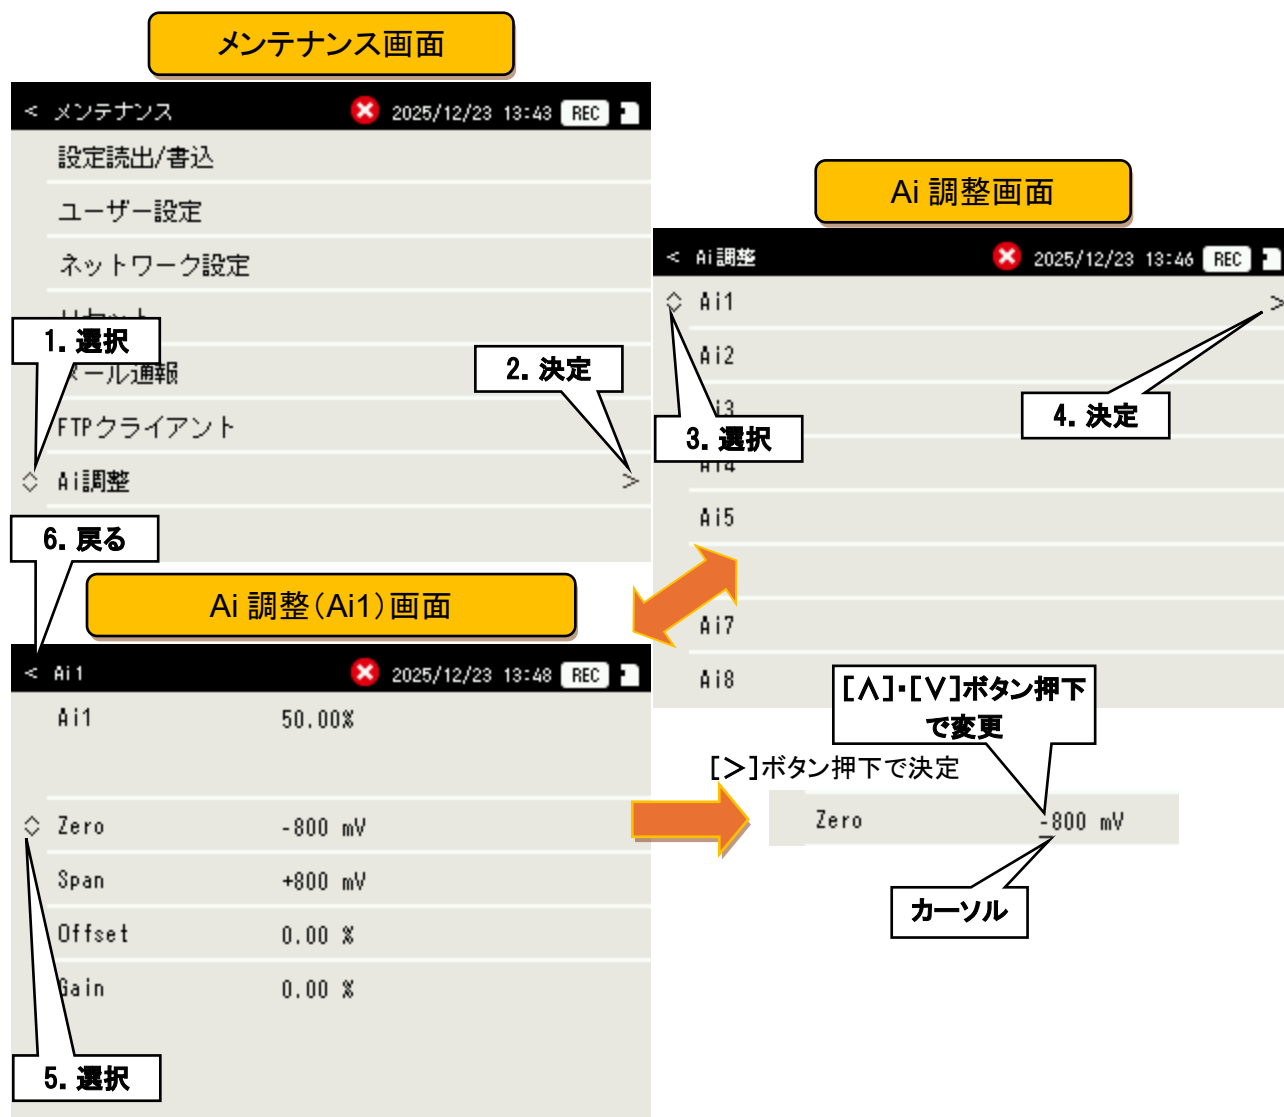 メンテナンス画面
< メンテナンス 2025/12/23 13:43 REC
設定読出/書込
ユーザー設定
ネットワーク設定
1. 選択
メール通報
2. 決定
FTPクライアント
Ai調整 >
Ai 調整画面
< Ai調整 2025/12/23 13:46 REC
Ai1 >
Ai2
4. 決定
3. 選択
Ai4
Ai5
Ai7
Ai8
6. 戻る
Ai 調整(Ai1)画面
< Ai1 2025/12/23 13:48 REC
Ai1 50.00%
Zero -800 mV
Span +800 mV
Offset 0.00 %
Gain 0.00 %
5. 選択
[∧]・[∨]ボタン押下
で変更
[>]ボタン押下で決定
Zero -800 mV
カーソル